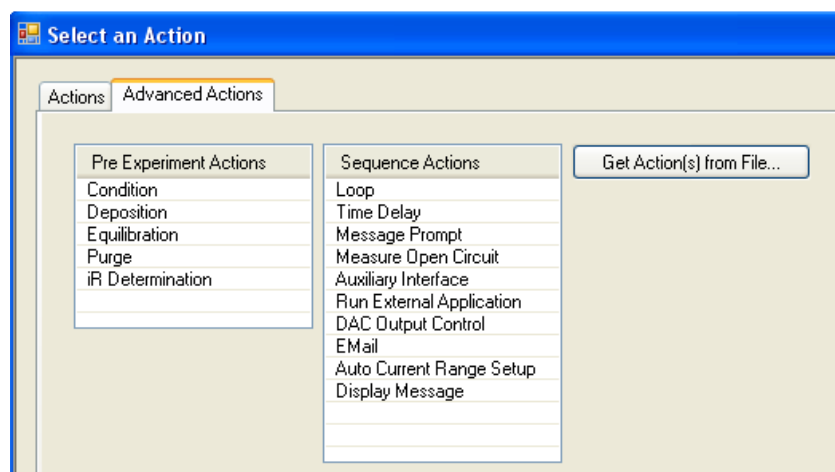 Select an Action
Actions
Advanced Actions
Pre Experiment Actions
Condition
Deposition
Equilibration
Purge
iR Determination
Sequence Actions
Loop
Time Delay
Message Prompt
Measure Open Circuit
Auxiliary Interface
Run External Application
DAC Output Control
EMail
Auto Current Range Setup
Display Message
Get Action(s) from File...